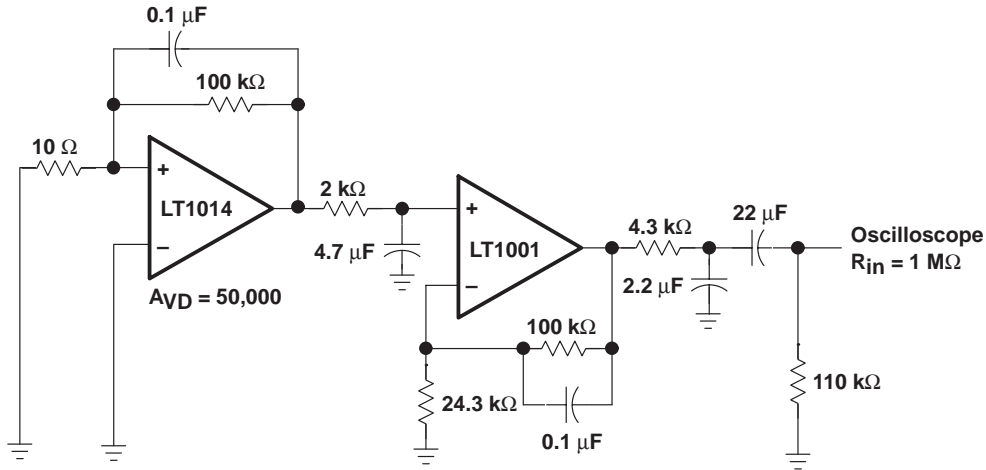 0.1 μF
100 kΩ
10 Ω
+
LT1014
−
A_VD = 50,000
2 kΩ
4.7 μF
+
LT1001
−
4.3 kΩ
22 μF
2.2 μF
Oscilloscope
R_in = 1 MΩ
100 kΩ
24.3 kΩ
0.1 μF
110 kΩ